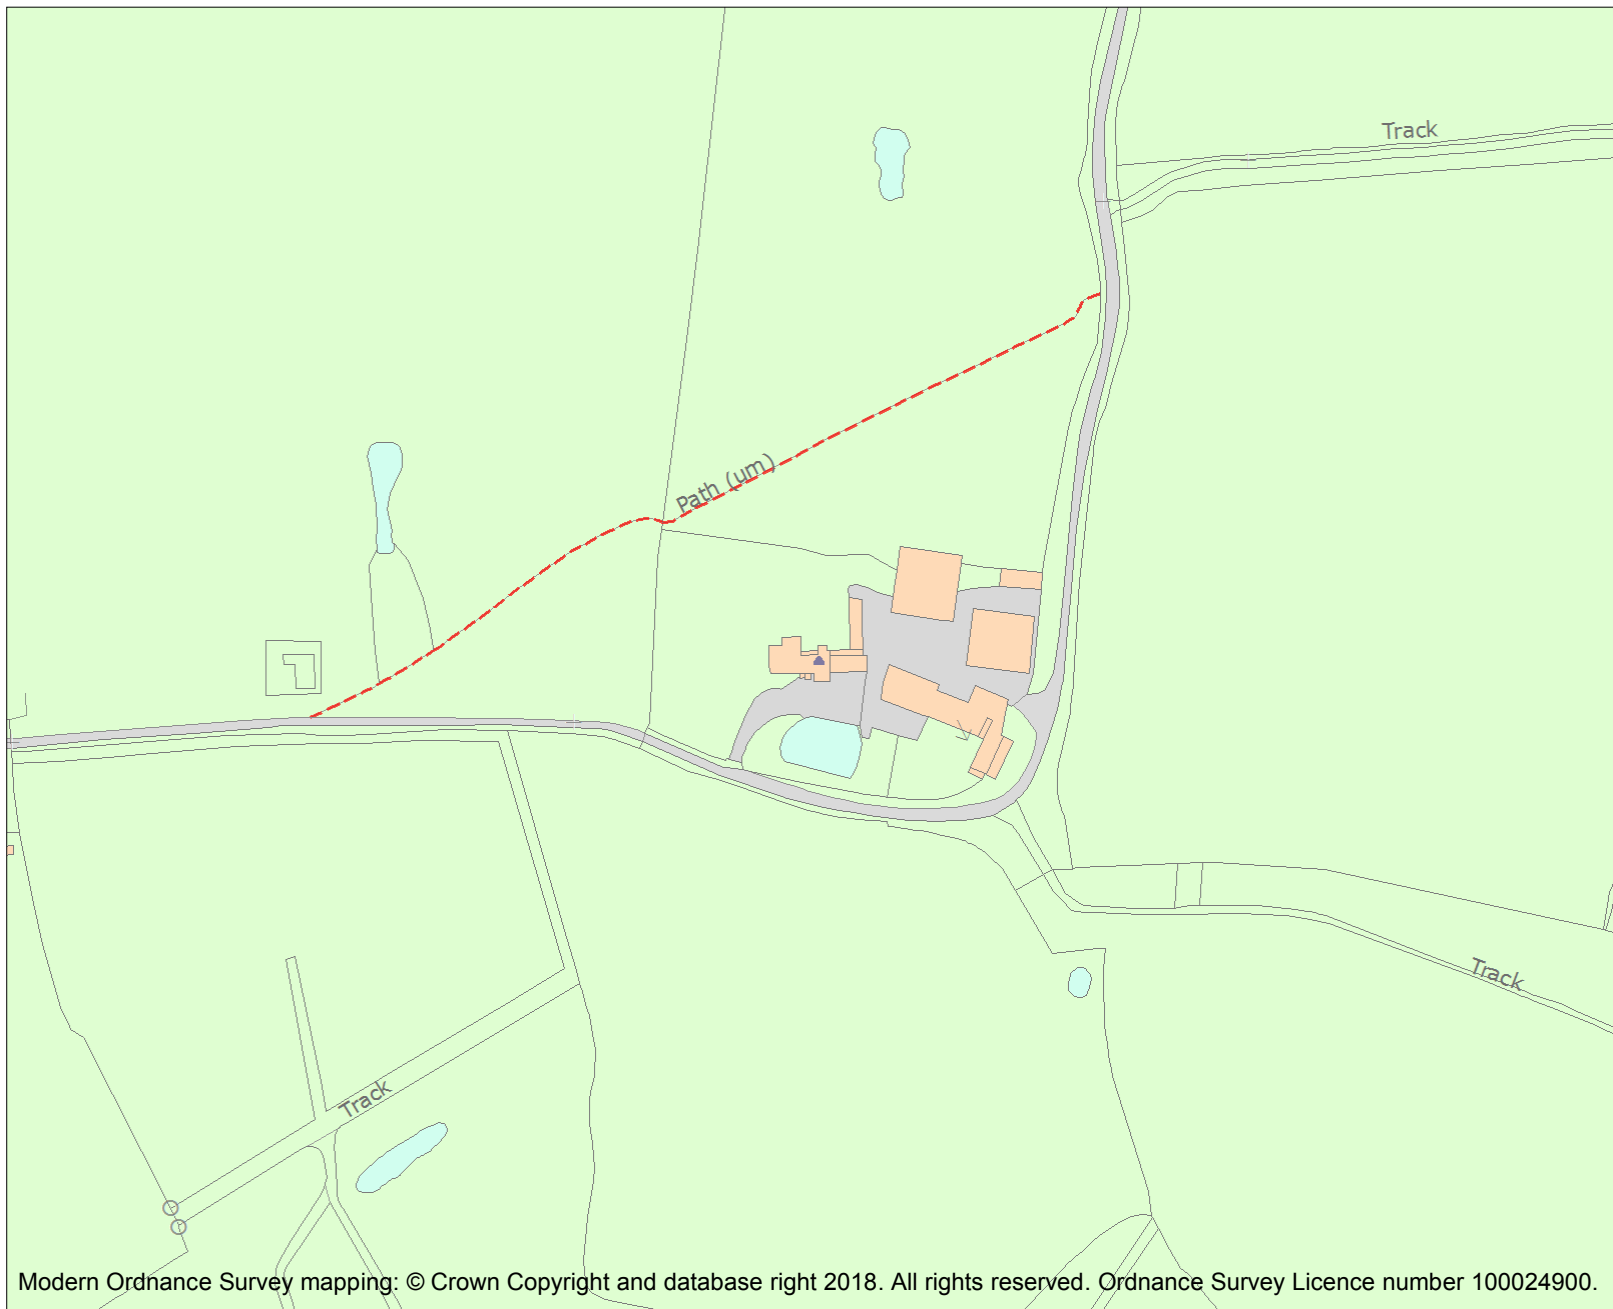 Track
Path (um)
Track
Track
Modern Ordnance Survey mapping: © Crown Copyright and database right 2018. All rights reserved. Ordnance Survey Licence number 100024900.